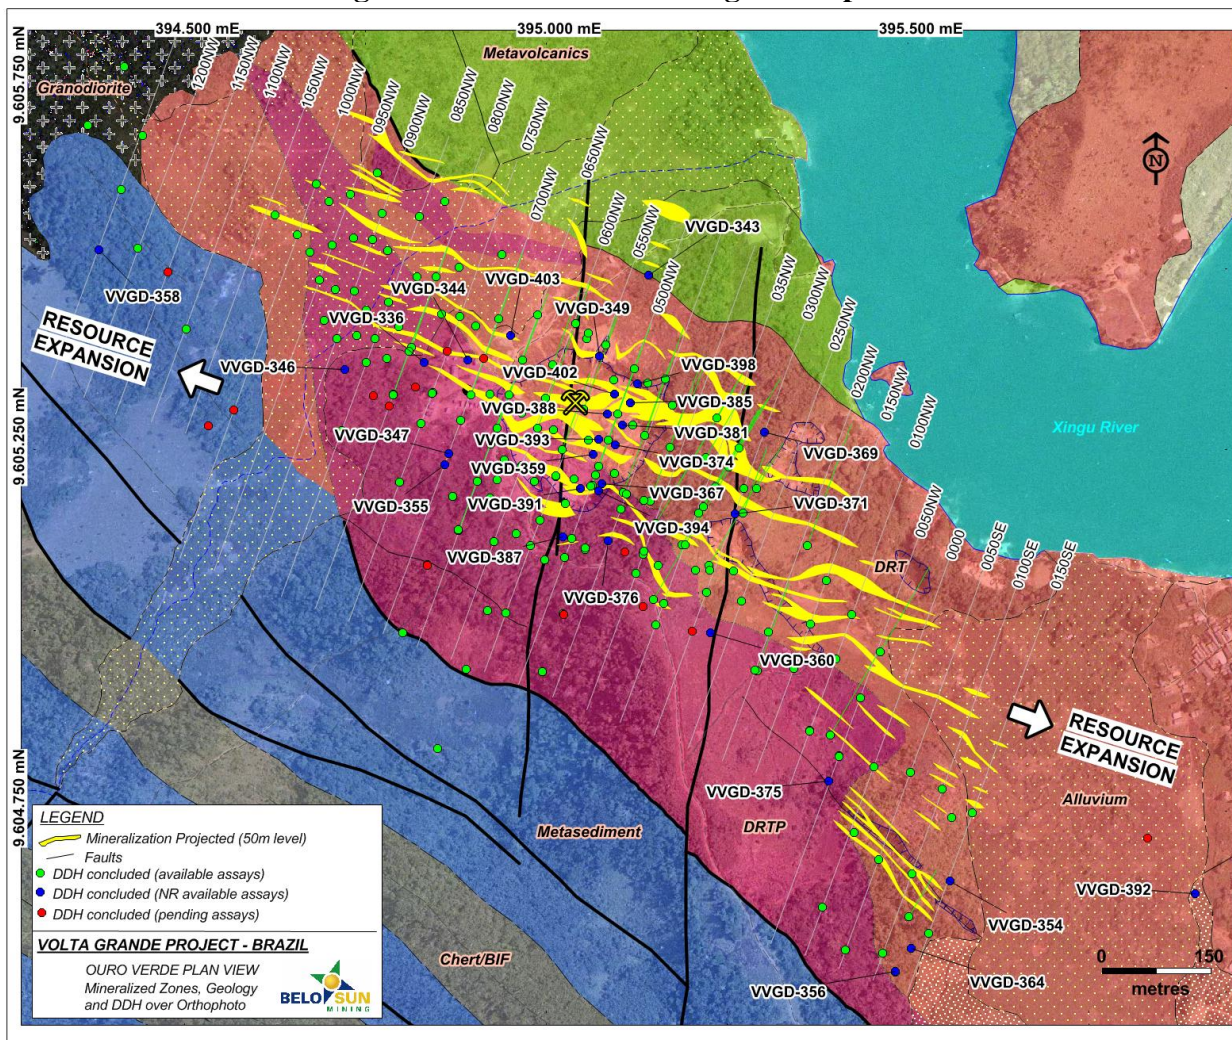 394.500 mE
395.000 mE
395.500 mE
9.605.750 mN
9.605.250 mN
9.604.750 mN
Granodiorite
Metavolcanics
1200NW
1150NW
1100NW
1050NW
1000NW
0950NW
0900NW
0850NW
0800NW
0750NW
0700NW
0650NW
0600NW
0550NW
0500NW
035NW
0300NW
0250NW
0200NW
0150NW
0100NW
0050NW
0000
0050SE
0100SE
0150SE
N
VVGD-343
VVGD-403
VVGD-344
VVGD-358
VVGD-349
VVGD-336
RESOURCE
EXPANSION
VVGD-346
VVGD-402
VVGD-398
VVGD-388
VVGD-385
Xingu River
VVGD-347
VVGD-393
VVGD-381
VVGD-369
VVGD-359
VVGD-374
VVGD-355
VVGD-391
VVGD-367
VVGD-371
VVGD-394
VVGD-387
DRT
VVGD-376
VVGD-360
RESOURCE
EXPANSION
VVGD-375
Alluvium
DRTP
Metasediment
VVGD-392
VVGD-354
Chert/BIF
VVGD-356
VVGD-364
0 150
metres
LEGEND
Mineralization Projected (50m level)
Faults
DDH concluded (available assays)
DDH concluded (NR available assays)
DDH concluded (pending assays)
VOLTA GRANDE PROJECT - BRAZIL
OURO VERDE PLAN VIEW
Mineralized Zones, Geology
and DDH over Orthophoto
BELO SUN
MINING